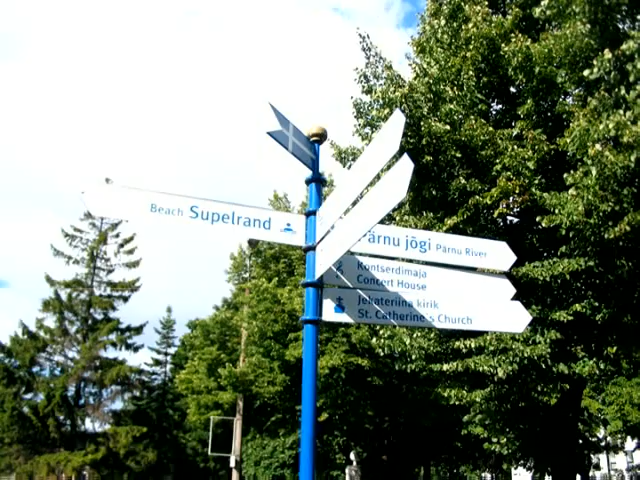 Beach Supelrand
Pärnu jõgi Pärnu River
Kontserdimaja
Concert House
Jekateriina kirik
St. Catherine's Church